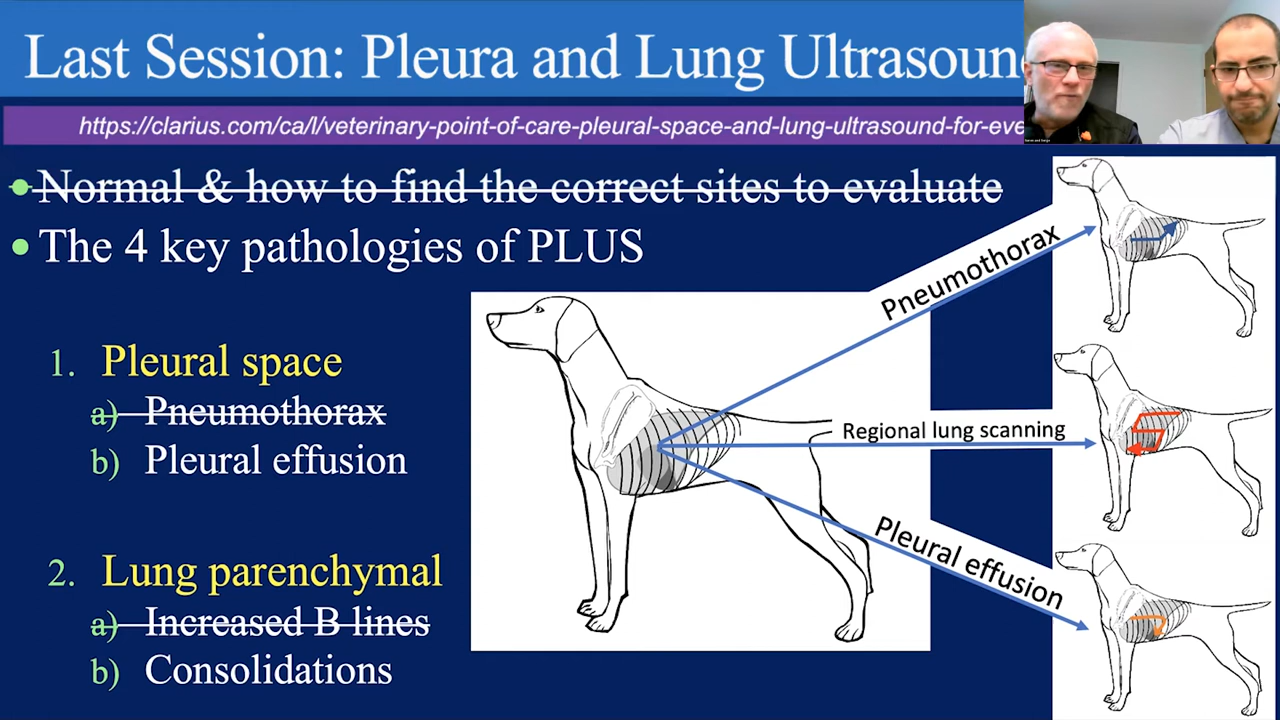 Last Session: Pleura and Lung Ultrasoun
https://clarius.com/ca/l/veterinary-point-of-care-pleural-space-and-lung-ultrasound-for-eve
• Normal & how to find the correct sites to evaluate
• The 4 key pathologies of PLUS
1. Pleural space
a) Pneumothorax
b) Pleural effusion
2. Lung parenchymal
a) Increased B lines
b) Consolidations
Pneumothorax
Regional lung scanning
Pleural effusion